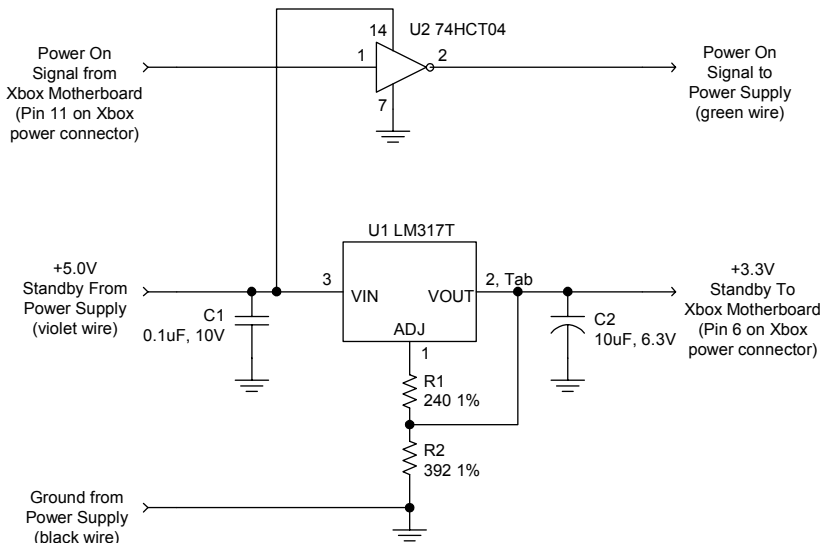 14
U2 74HCT04
1
2
7
Power On
Signal from
Xbox Motherboard
(Pin 11 on Xbox
power connector)
Power On
Signal to
Power Supply
(green wire)
U1 LM317T
3
2, Tab
VIN
VOUT
ADJ
1
+5.0V
Standby From
Power Supply
(violet wire)
C1
0.1uF, 10V
C2
10uF, 6.3V
+3.3V
Standby To
Xbox Motherboard
(Pin 6 on Xbox
power connector)
R1
240 1%
R2
392 1%
Ground from
Power Supply
(black wire)